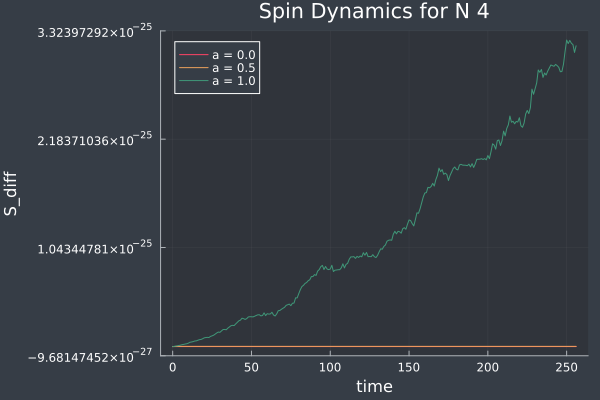 Spin Dynamics for N 4
3.32397292×10⁻²⁵
2.18371036×10⁻²⁵
1.04344781×10⁻²⁵
−9.68147452×10⁻²⁷
S_diff
a = 0.0
a = 0.5
a = 1.0
0 50 100 150 200 250
time